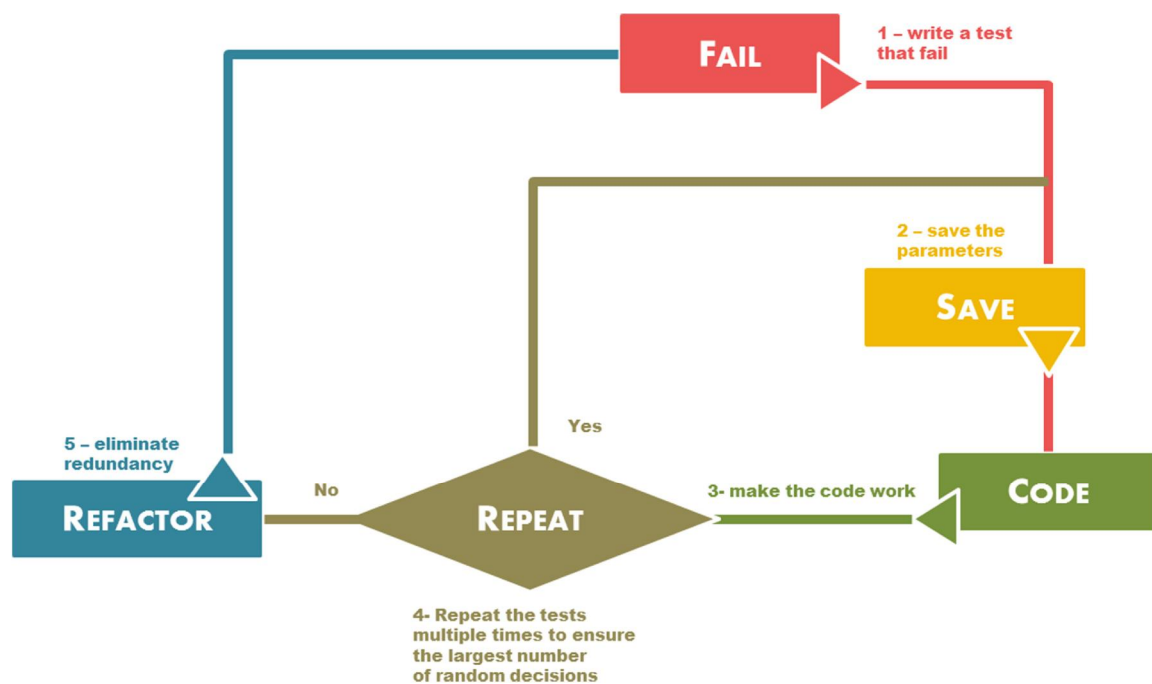 FAIL
1 – write a test
that fail
2 – save the
parameters
SAVE
Yes
5 – eliminate
redundancy
No
3- make the code work
CODE
REFACTOR
REPEAT
4- Repeat the tests
multiple times to ensure
the largest number
of random decisions